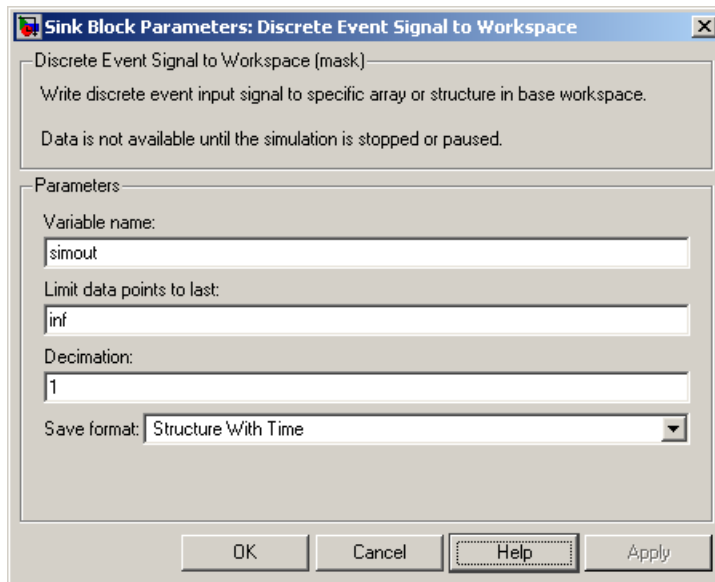 Sink Block Parameters: Discrete Event Signal to Workspace
Discrete Event Signal to Workspace (mask)
Write discrete event input signal to specific array or structure in base workspace.
Data is not available until the simulation is stopped or paused.
Parameters
Variable name:
simout
Limit data points to last:
inf
Decimation:
1
Save format: Structure With Time
OK Cancel Help Apply